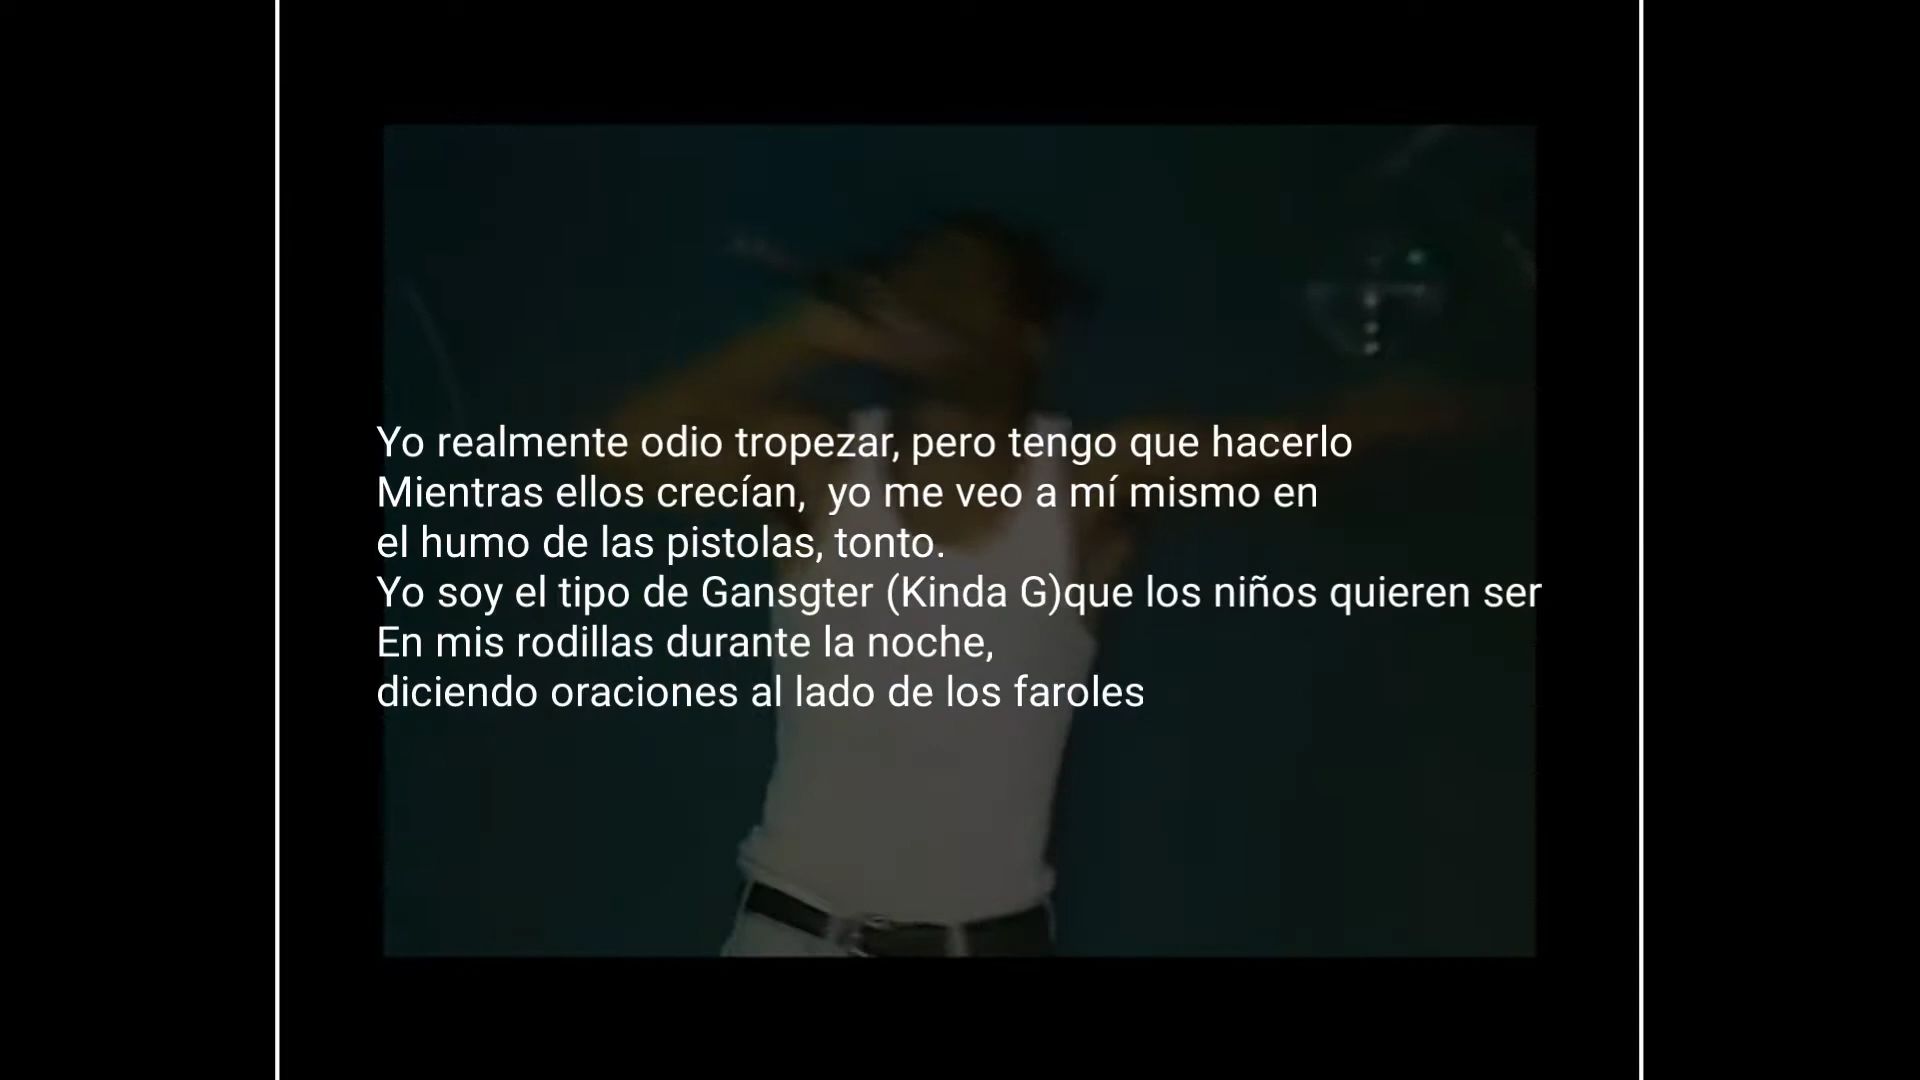 Yo realmente odio tropezar, pero tengo que hacerlo
Mientras ellos crecían,  yo me veo a mí mismo en
el humo de las pistolas, tonto.
Yo soy el tipo de Gansgter (Kinda G)que los niños quieren ser
En mis rodillas durante la noche,
diciendo oraciones al lado de los faroles